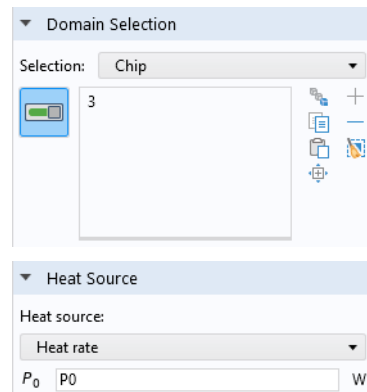 Domain Selection
Selection: Chip
3
Heat Source
Heat source:
Heat rate
P0 P0 W